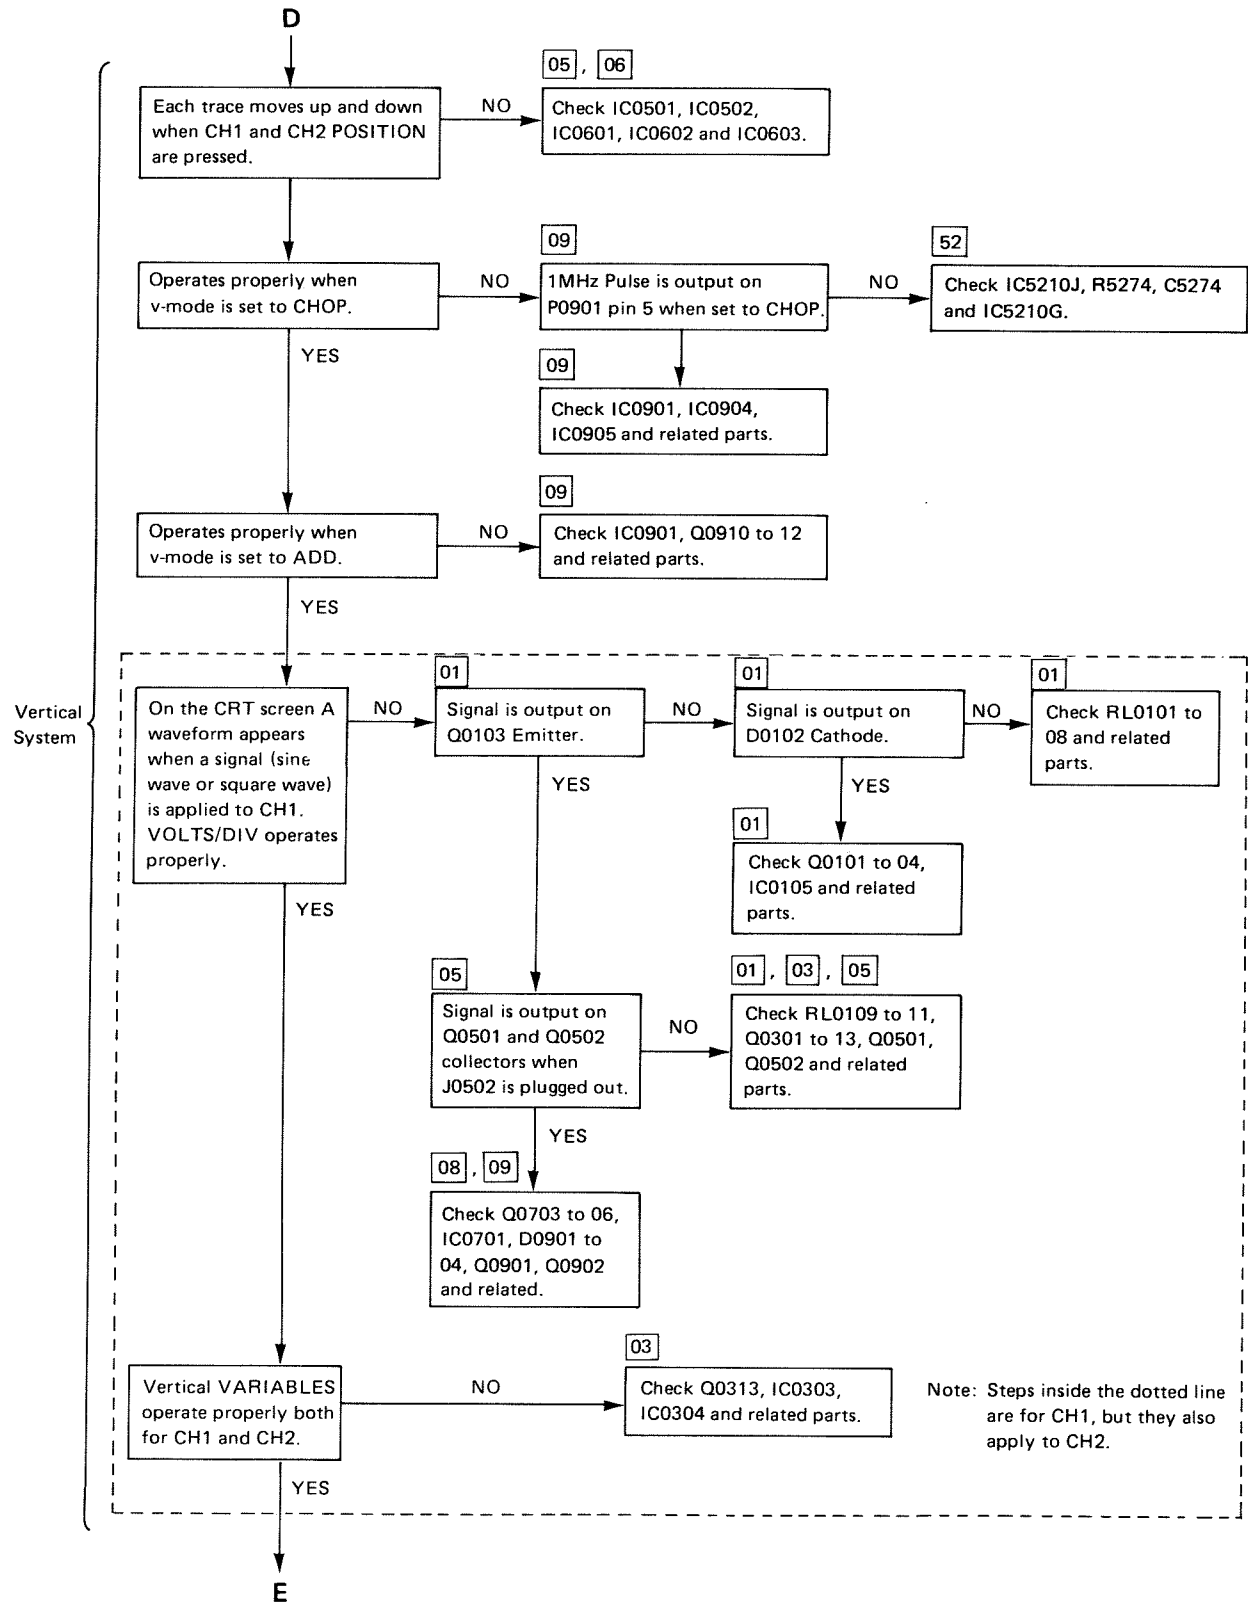 D
05 , 06
Each trace moves up and down
when CH1 and CH2 POSITION
are pressed.
NO
Check IC0501, IC0502,
IC0601, IC0602 and IC0603.
09
52
Operates properly when
v-mode is set to CHOP.
NO
1MHz Pulse is output on
P0901 pin 5 when set to CHOP.
NO
Check IC5210J, R5274, C5274
and IC5210G.
YES
09
Check IC0901, IC0904,
IC0905 and related parts.
09
Operates properly when
v-mode is set to ADD.
NO
Check IC0901, Q0910 to 12
and related parts.
YES
Vertical
System
01
01
01
On the CRT screen A
waveform appears
when a signal (sine
wave or square wave)
is applied to CH1.
VOLTS/DIV operates
properly.
NO
Signal is output on
Q0103 Emitter.
NO
Signal is output on
D0102 Cathode.
NO
Check RL0101 to
08 and related
parts.
YES
YES
01
Check Q0101 to 04,
IC0105 and related
parts.
YES
05
01 , 03 , 05
Signal is output on
Q0501 and Q0502
collectors when
J0502 is plugged out.
NO
Check RL0109 to 11,
Q0301 to 13, Q0501,
Q0502 and related
parts.
YES
08 , 09
Check Q0703 to 06,
IC0701, D0901 to
04, Q0901, Q0902
and related.
03
Vertical VARIABLES
operate properly both
for CH1 and CH2.
NO
Check Q0313, IC0303,
IC0304 and related parts.
Note: Steps inside the dotted line
are for CH1, but they also
apply to CH2.
YES
E